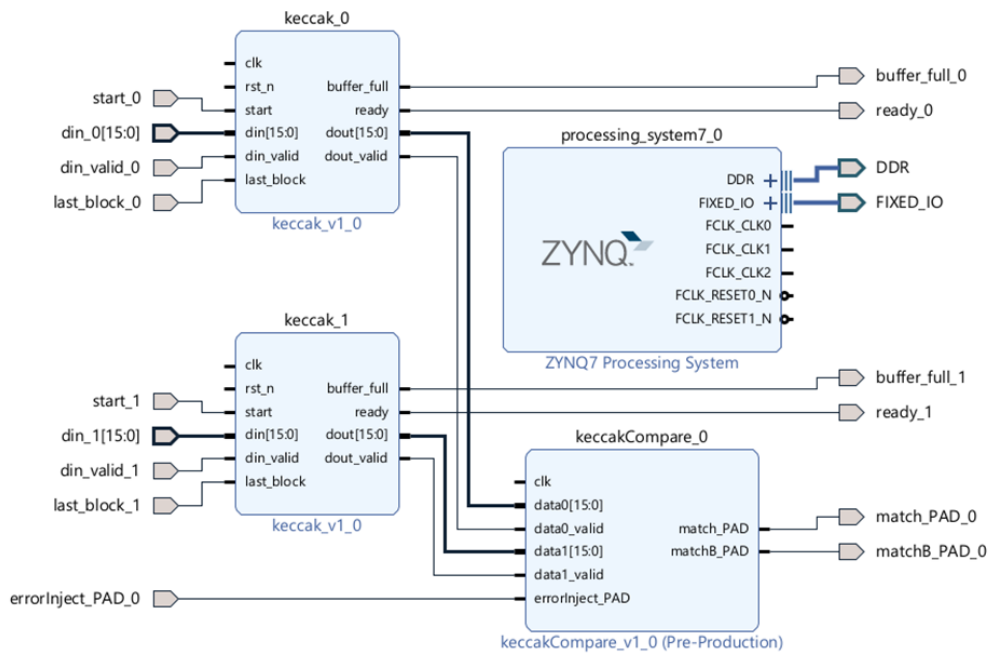 keccak_0
clk
rst_n
start
din[15:0]
din_valid
last_block
buffer_full
ready
dout[15:0]
dout_valid
keccak_v1_0
start_0
din_0[15:0]
din_valid_0
last_block_0
buffer_full_0
ready_0
processing_system7_0
DDR
FIXED_IO
FCLK_CLK0
FCLK_CLK1
FCLK_CLK2
FCLK_RESET0_N
FCLK_RESET1_N
ZYNQ
ZYNQ7 Processing System
DDR
FIXED_IO
keccak_1
clk
rst_n
start
din[15:0]
din_valid
last_block
buffer_full
ready
dout[15:0]
dout_valid
keccak_v1_0
start_1
din_1[15:0]
din_valid_1
last_block_1
buffer_full_1
ready_1
keccakCompare_0
clk
data0[15:0]
data0_valid
data1[15:0]
data1_valid
errorInject_PAD
match_PAD
matchB_PAD
keccakCompare_v1_0 (Pre-Production)
errorInject_PAD_0
match_PAD_0
matchB_PAD_0